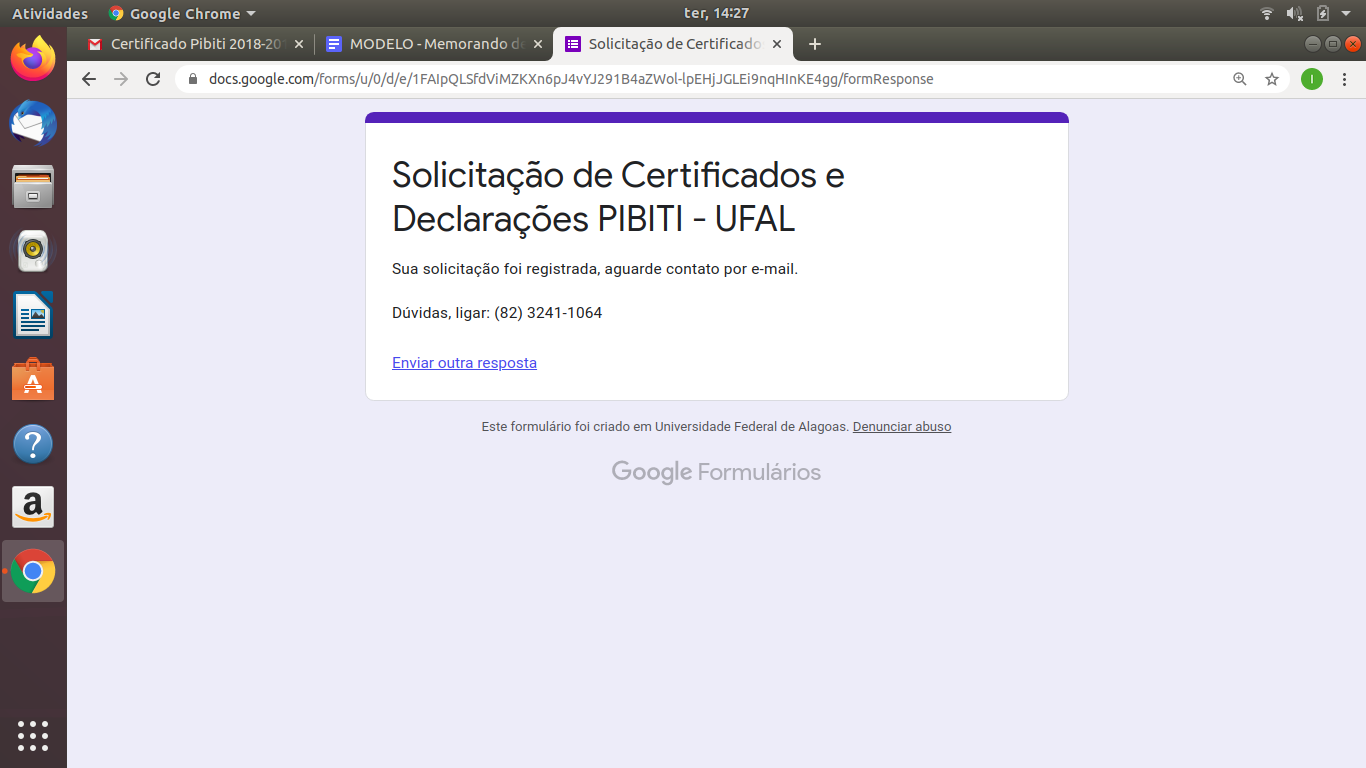 Atividades
Google Chrome
ter, 14:27
Certificado Pibiti 2018-201
MODELO - Memorando de
Solicitação de Certificado
docs.google.com/forms/u/0/d/e/1FAIpQLSfdViMZKXn6pJ4vYJ291B4aZWol-lpEHjJGLEi9nqHInKE4gg/formResponse
I
Solicitação de Certificados e
Declarações PIBITI - UFAL
Sua solicitação foi registrada, aguarde contato por e-mail.
Dúvidas, ligar: (82) 3241-1064
Enviar outra resposta
Este formulário foi criado em Universidade Federal de Alagoas. Denunciar abuso
Google Formulários